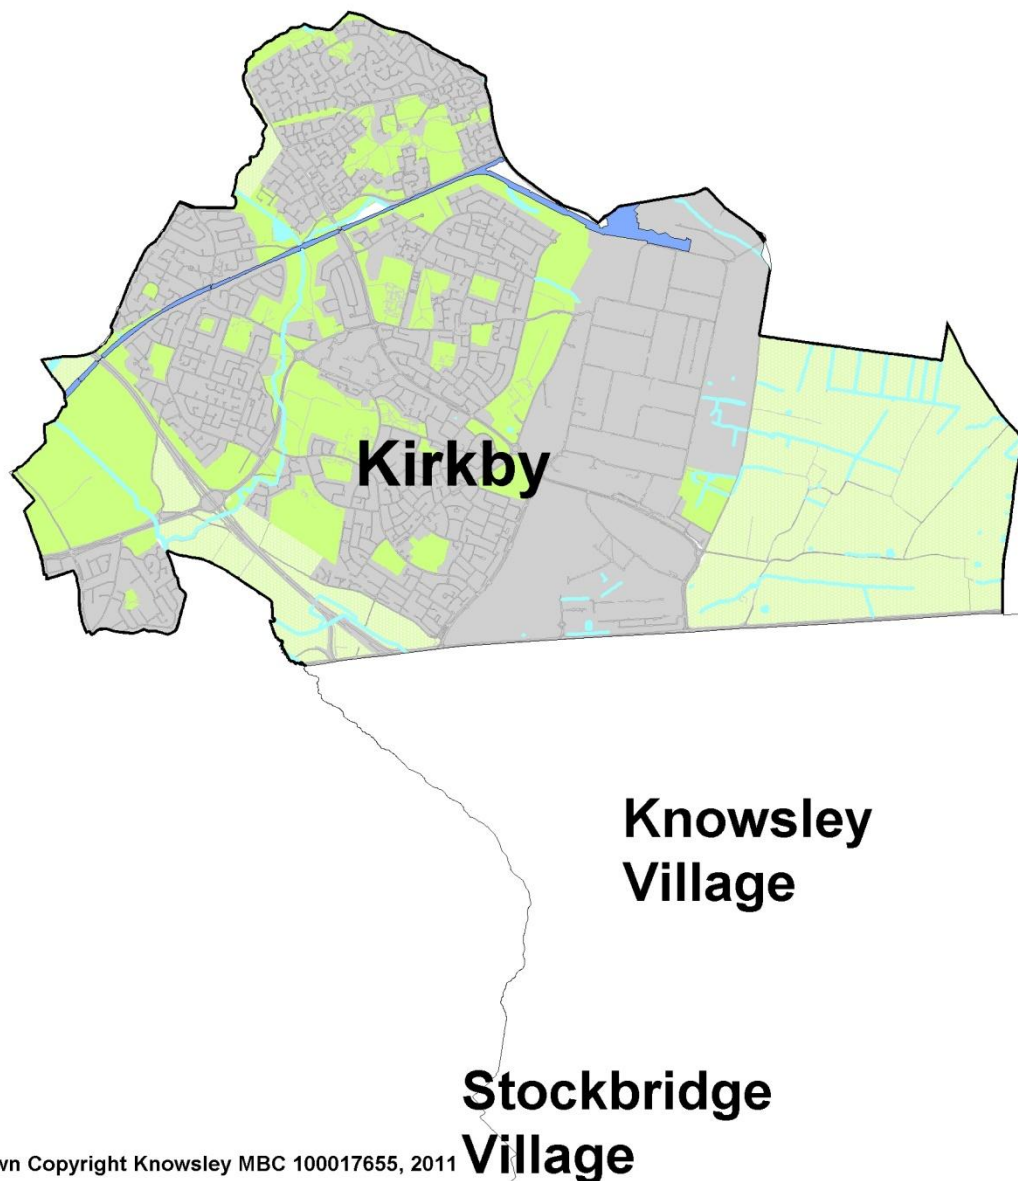 Kirkby
Knowsley
Village
Stockbridge
Village
wn Copyright Knowsley MBC 100017655, 2011